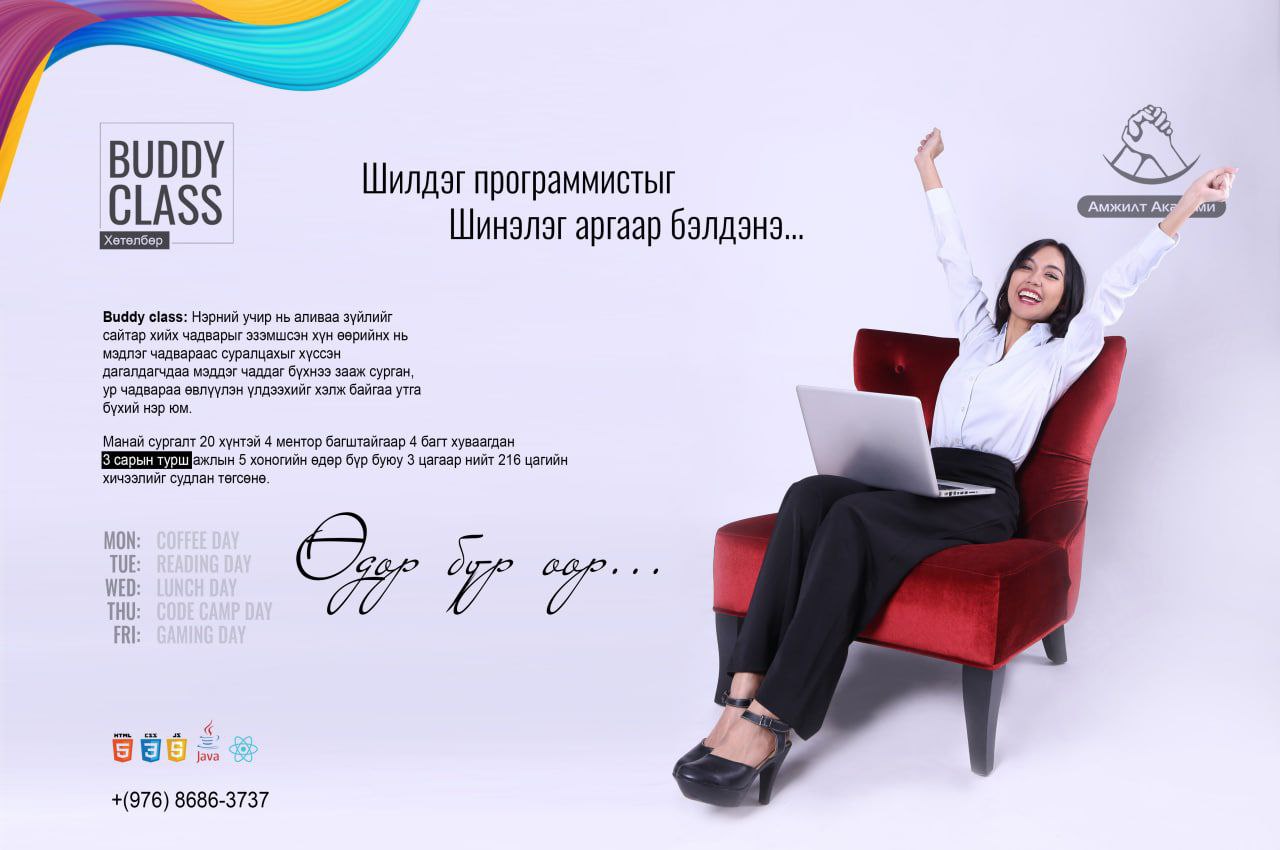 BUDDY
CLASS
Хөтөлбөр
Шилдэг программистыг
Шинэлэг аргаар бэлдэнэ...
Buddy class: Нэрний учир нь аливаа зүйлийг
сайтар хийх чадварыг эзэмшсэн хүн өөрийнх нь
мэдлэг чадвараас суралцахыг хүссэн
дагалдагчдаа мэддэг чаддаг бүхнээ зааж сурган,
ур чадвараа өвлүүлэн үлдээхийг хэлж байгаа утга
бүхий нэр юм.
Манай сургалт 20 хүнтэй 4 ментор багштайгаар 4 багт хуваагдан
3 сарын турш ажлын 5 хоногийн өдөр бүр буюу 3 цагаар нийт 216 цагийн
хичээлийг судлан төгсөнө.
MON: COFFEE DAY
TUE: READING DAY
WED: LUNCH DAY
THU: CODE CAMP DAY
FRI: GAMING DAY
Өдөр бүр өөр...
HTML 5 CSS 3 JS 5 Java
+(976) 8686-3737
Амжилт